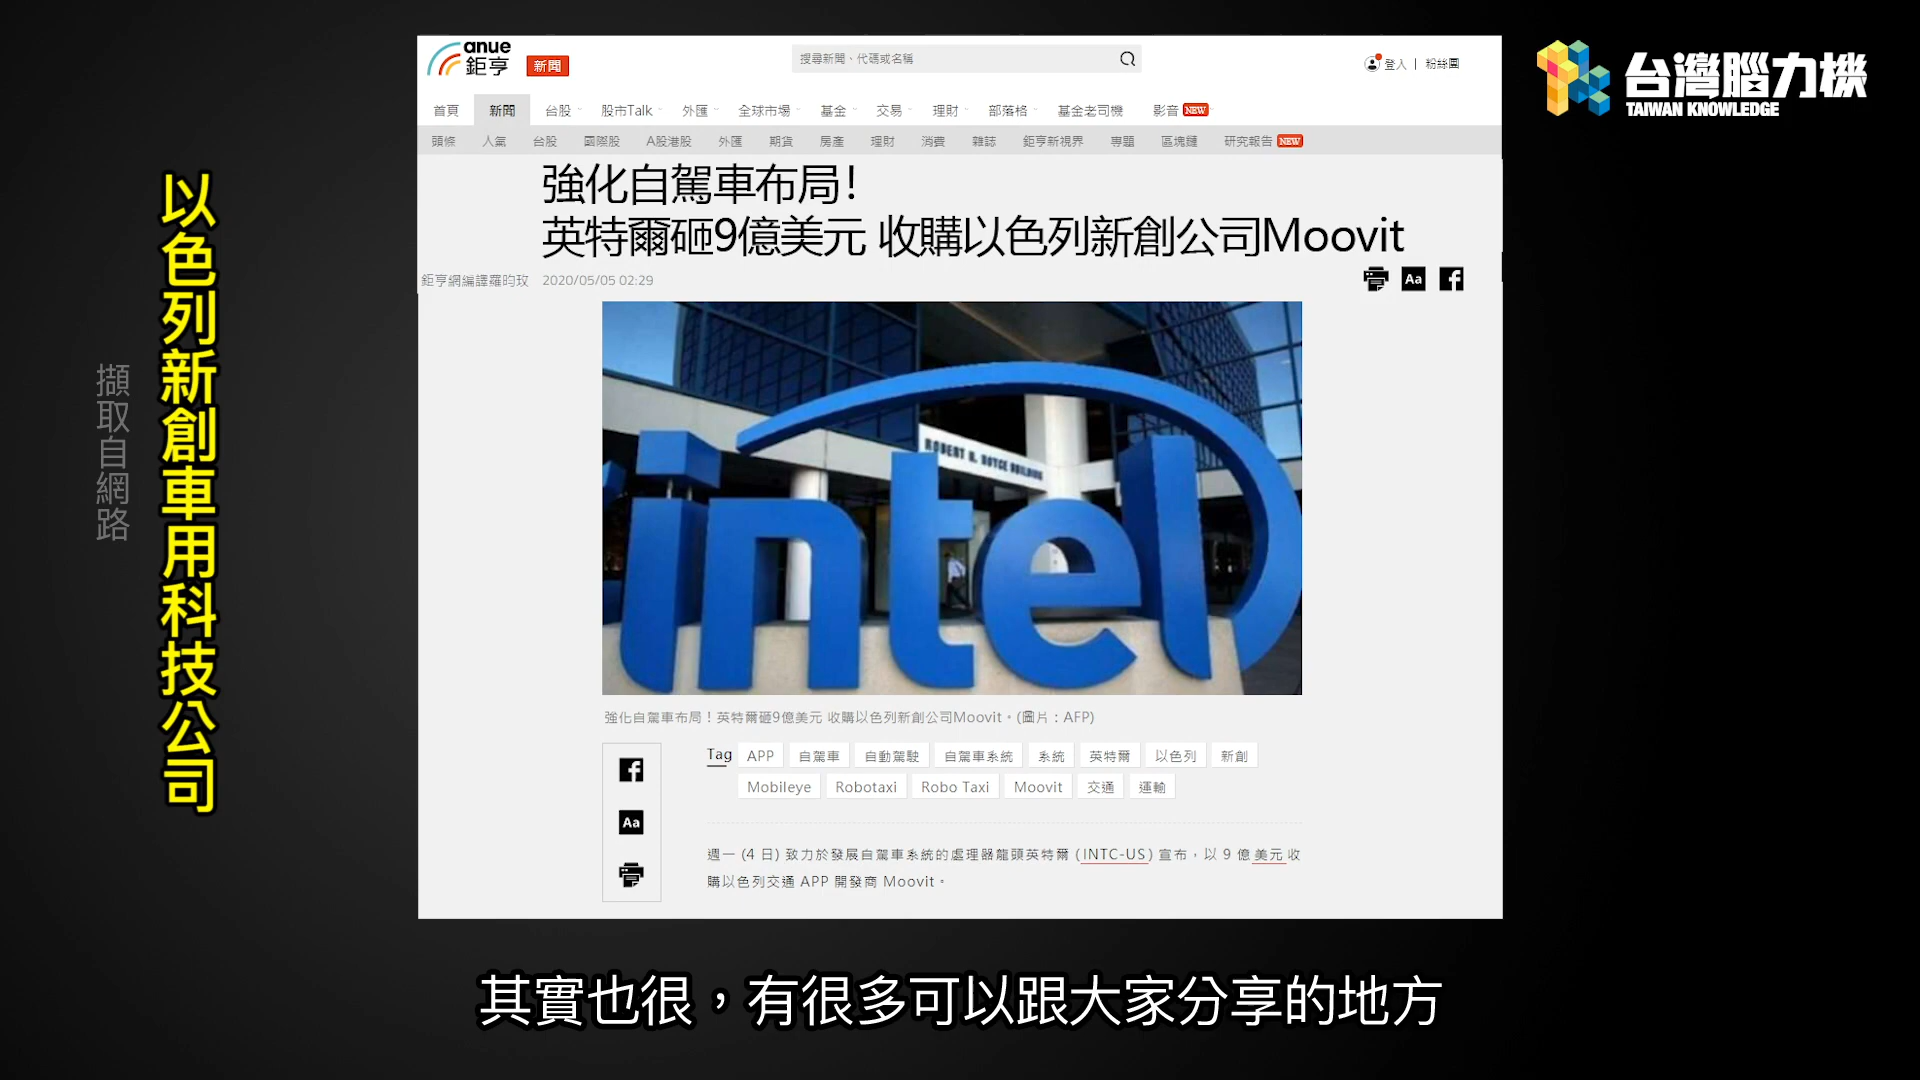 anue
鉅亨
新聞
搜尋新聞、代碼或名稱
登入 | 粉絲團
首頁 新聞 台股 股市Talk 外匯 全球市場 基金 交易 理財 部落格 基金老司機 影音 NEW
頭條 人氣 台股 國際股 A股港股 外匯 期貨 房產 理財 消費 雜誌 鉅亨新視界 專題 區塊鏈 研究報告 NEW
台灣腦力機
TAIWAN KNOWLEDGE
強化自駕車布局！
英特爾砸9億美元 收購以色列新創公司Moovit
鉅亨網編譯羅昀玫 2020/05/05 02:29
Aa
以色列新創車用科技公司
擷取自網路
ROBERT N. NOYCE BUILDING
intel
強化自駕車布局！英特爾砸9億美元 收購以色列新創公司Moovit。(圖片：AFP)
Tag APP 自駕車 自動駕駛 自駕車系統 系統 英特爾 以色列 新創
Mobileye Robotaxi Robo Taxi Moovit 交通 運輸
Aa
週一 (4 日) 致力於發展自駕車系統的處理器龍頭英特爾 (INTC-US) 宣布，以 9 億美元收
購以色列交通 APP 開發商 Moovit。
其實也很，有很多可以跟大家分享的地方